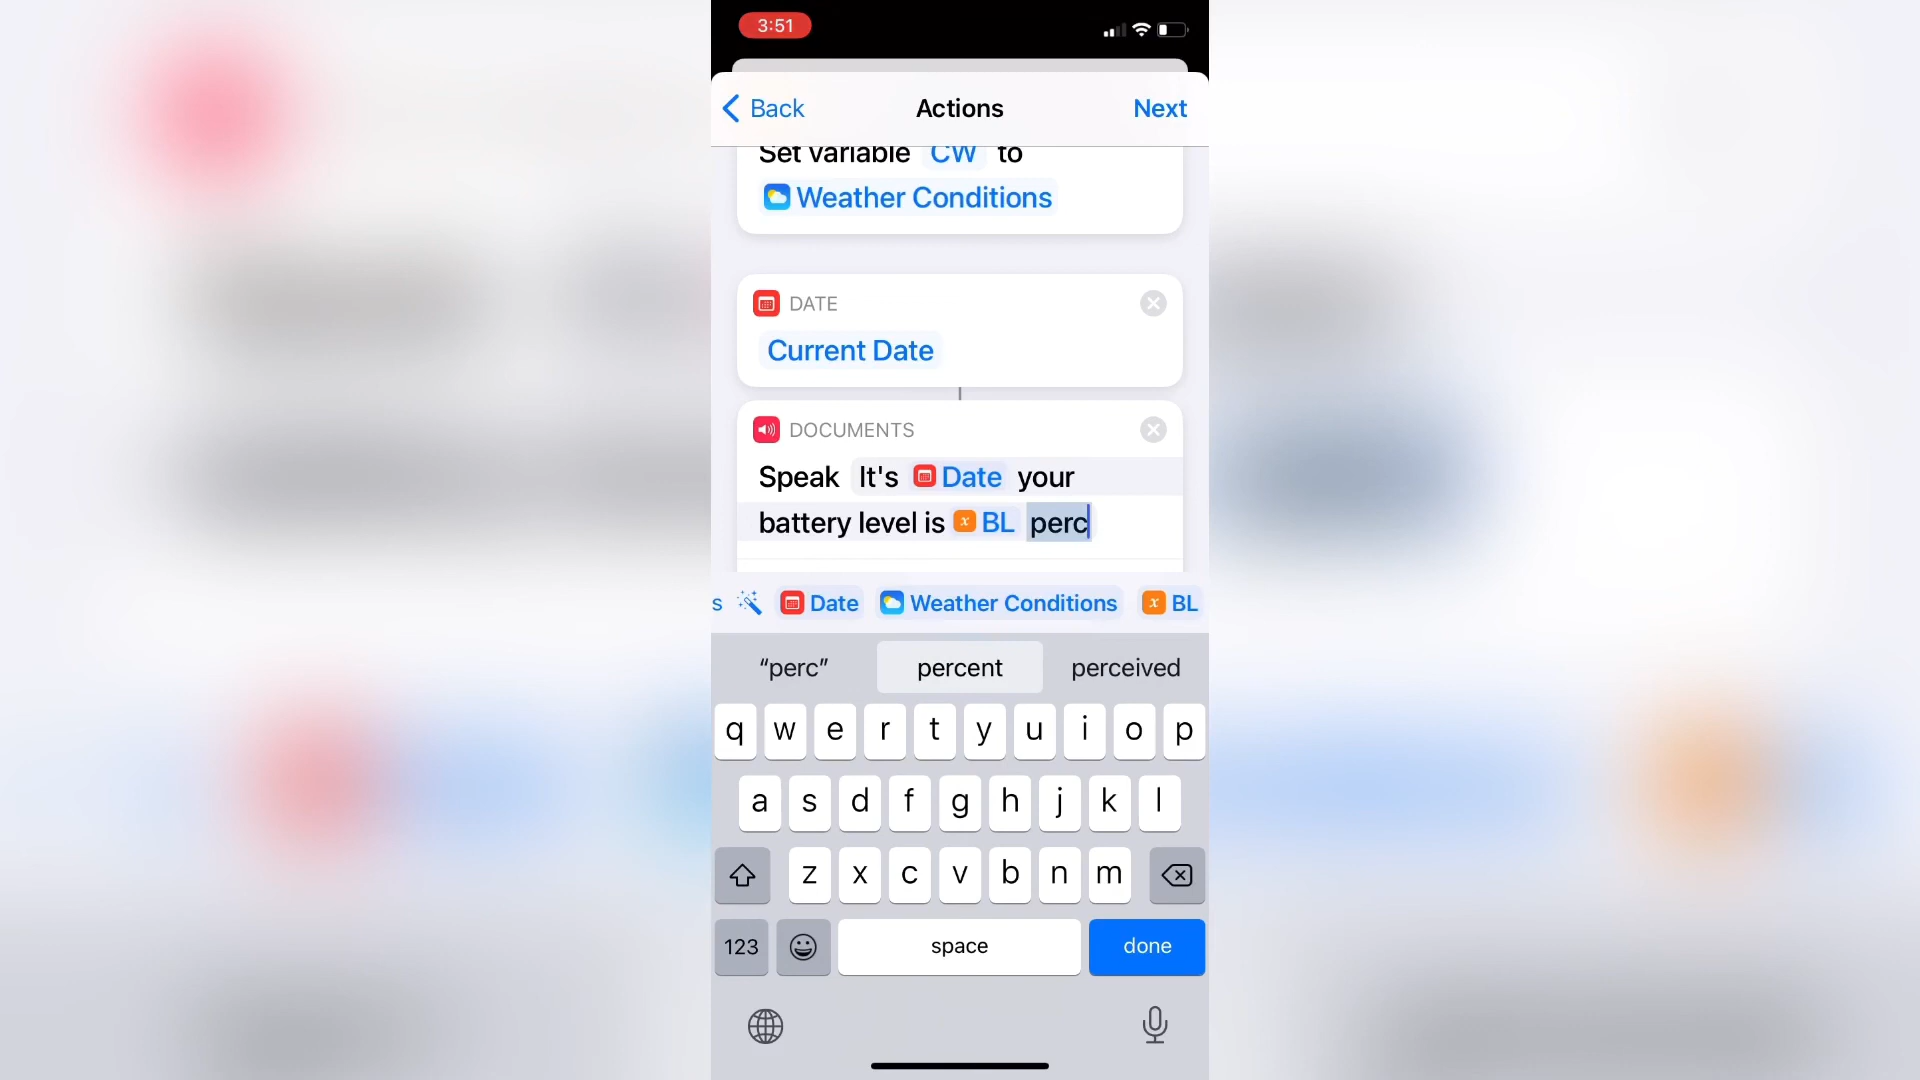 3:51
Back
Actions
Next
Set variable CW to
Weather Conditions
DATE
Current Date
DOCUMENTS
Speak It's Date your
battery level is x BL perc
s Date Weather Conditions x BL
“perc” percent perceived
q w e r t y u i o p
a s d f g h j k l
z x c v b n m
123 space done